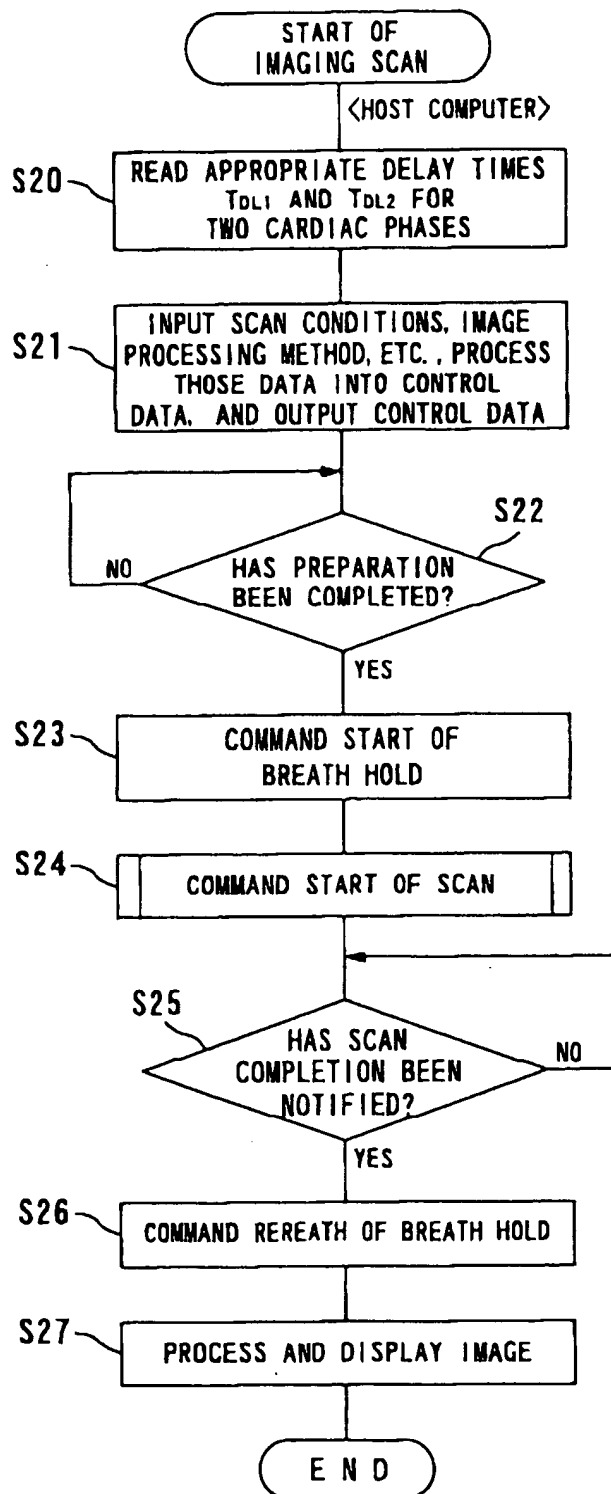 START OF
IMAGING SCAN
<HOST COMPUTER>
S20
READ APPROPRIATE DELAY TIMES
TDL1 AND TDL2 FOR
TWO CARDIAC PHASES
S21
INPUT SCAN CONDITIONS, IMAGE
PROCESSING METHOD, ETC., PROCESS
THOSE DATA INTO CONTROL
DATA, AND OUTPUT CONTROL DATA
S22
NO
HAS PREPARATION
BEEN COMPLETED?
YES
S23
COMMAND START OF
BREATH HOLD
S24
COMMAND START OF SCAN
S25
HAS SCAN
COMPLETION BEEN
NOTIFIED?
NO
YES
S26
COMMAND REREATH OF BREATH HOLD
S27
PROCESS AND DISPLAY IMAGE
END